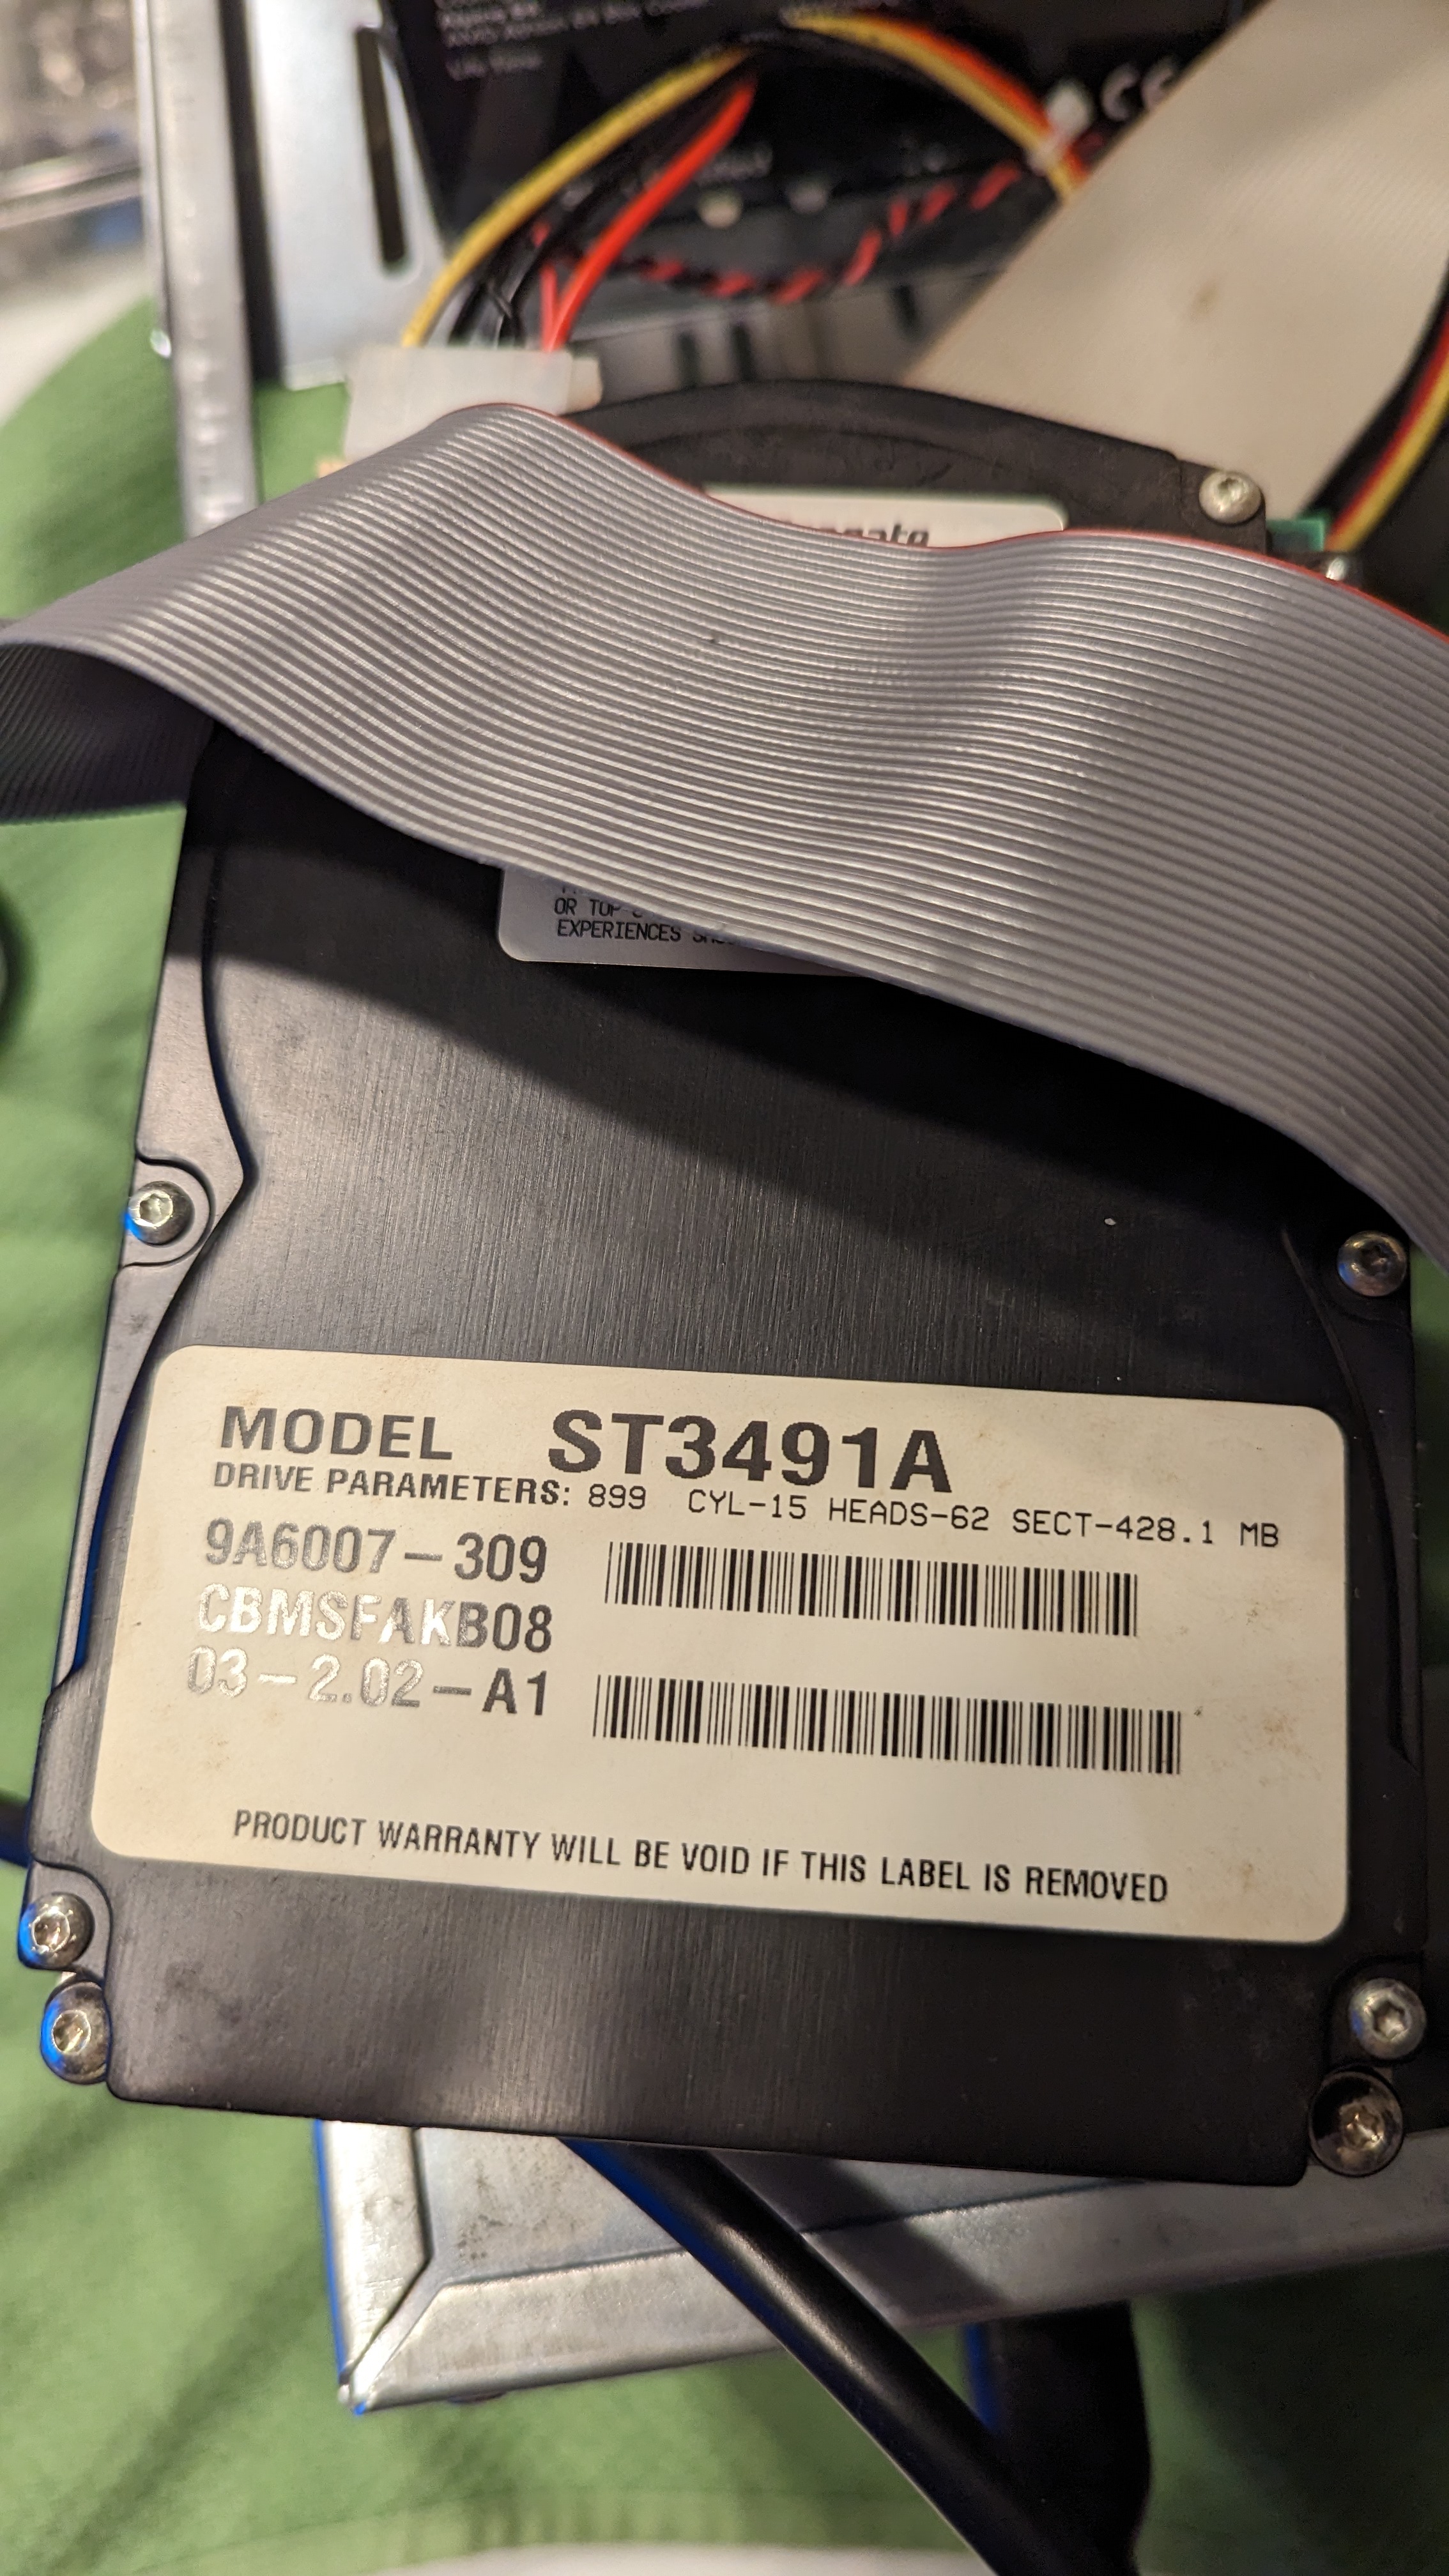 CE
OR TOP
EXPERIENCES
MODEL ST3491A
DRIVE PARAMETERS: 899 CYL-15 HEADS-62 SECT-428.1 MB
9A6007-309
CBMSFAKB08
03-2.02-A1
PRODUCT WARRANTY WILL BE VOID IF THIS LABEL IS REMOVED